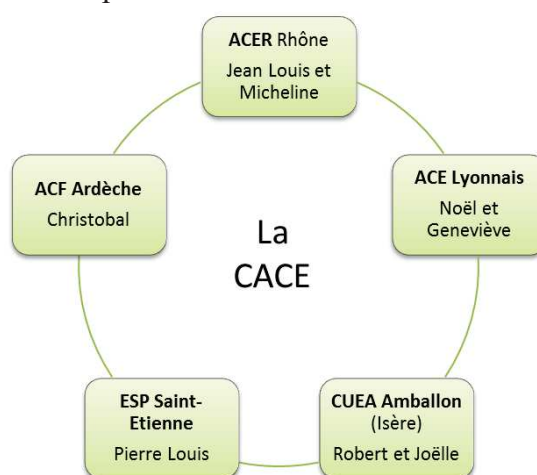 ACER Rhône
Jean Louis et
Micheline
ACF Ardèche
Christobal
ACE Lyonnais
Noël et
Geneviève
La
CACE
ESP Saint-
Etienne
Pierre Louis
CUEA Amballon
(Isère)
Robert et Joëlle